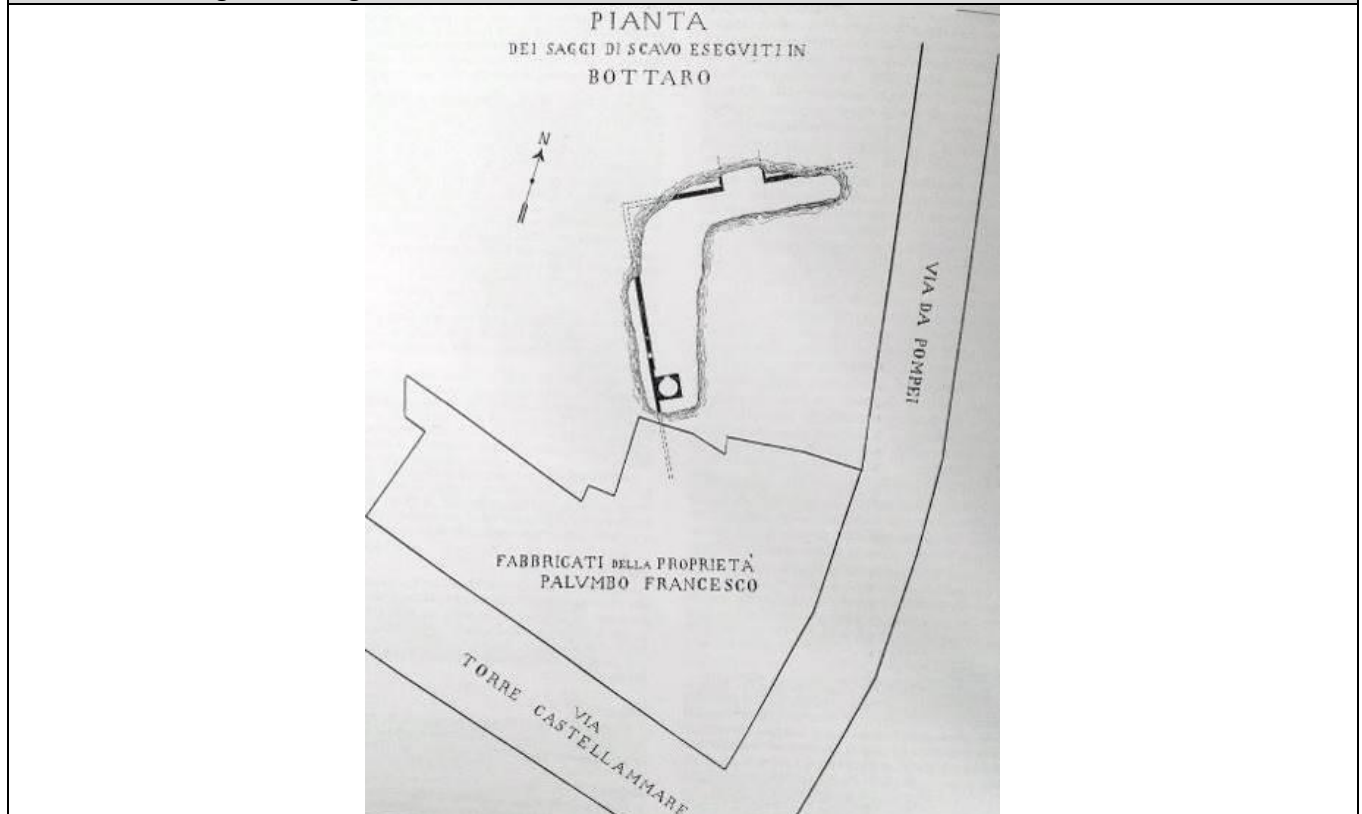 PIANTA
DEI SAGGI DI SCAVO ESEGVITI IN
BOTTARO
N
VIA DA POMPEI
FABBRICATI DELLA PROPRIETÀ
PALVMBO FRANCESCO
VIA
TORRE CASTELLAMMARE